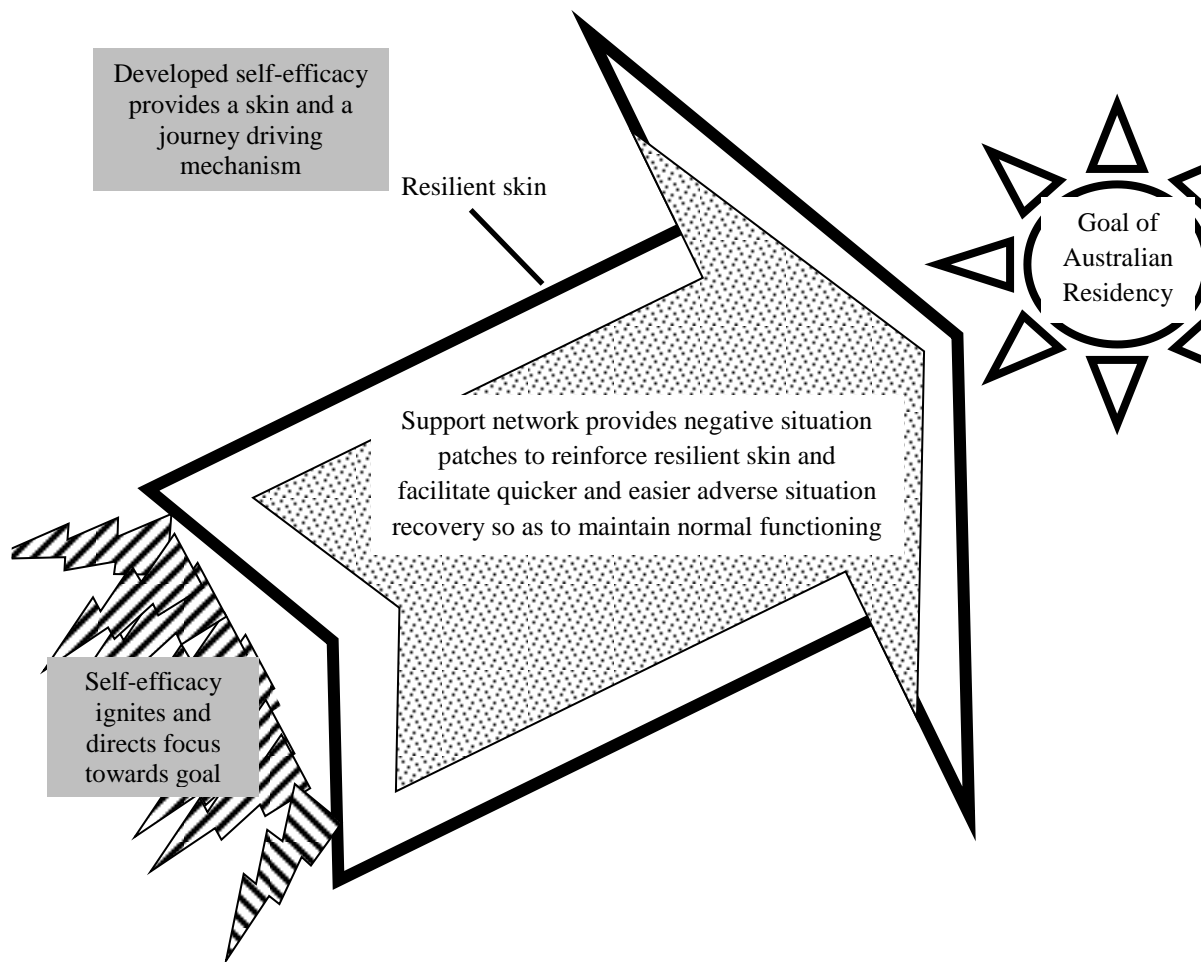 Developed self-efficacy
provides a skin and a
journey driving
mechanism
Resilient skin
Goal of
Australian
Residency
Support network provides negative situation
patches to reinforce resilient skin and
facilitate quicker and easier adverse situation
recovery so as to maintain normal functioning
Self-efficacy
ignites and
directs focus
towards goal